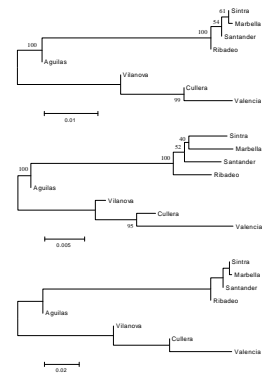 61 Sintra
54 Marbella
100 Santander
Ribadeo
100
Aguilas
Vilanova
Cullera
99 Valencia
0.01
40 Sintra
52 Marbella
100 Santander
Ribadeo
100
Aguilas
Vilanova
Cullera
95 Valencia
0.005
Sintra
Marbella
Santander
Ribadeo
Aguilas
Vilanova
Cullera
Valencia
0.02